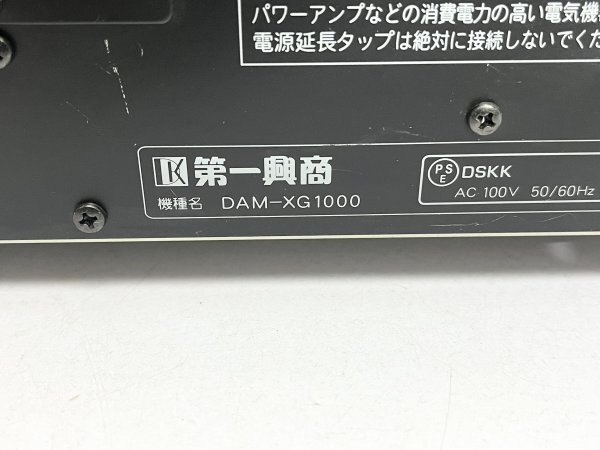 パワーアンプなどの消費電力の高い電気機
電源延長タップは絶対に接続しないでくだ
DK 第一興商
機種名 DAM-XG1000
PSE DSKK
AC 100V 50/60Hz